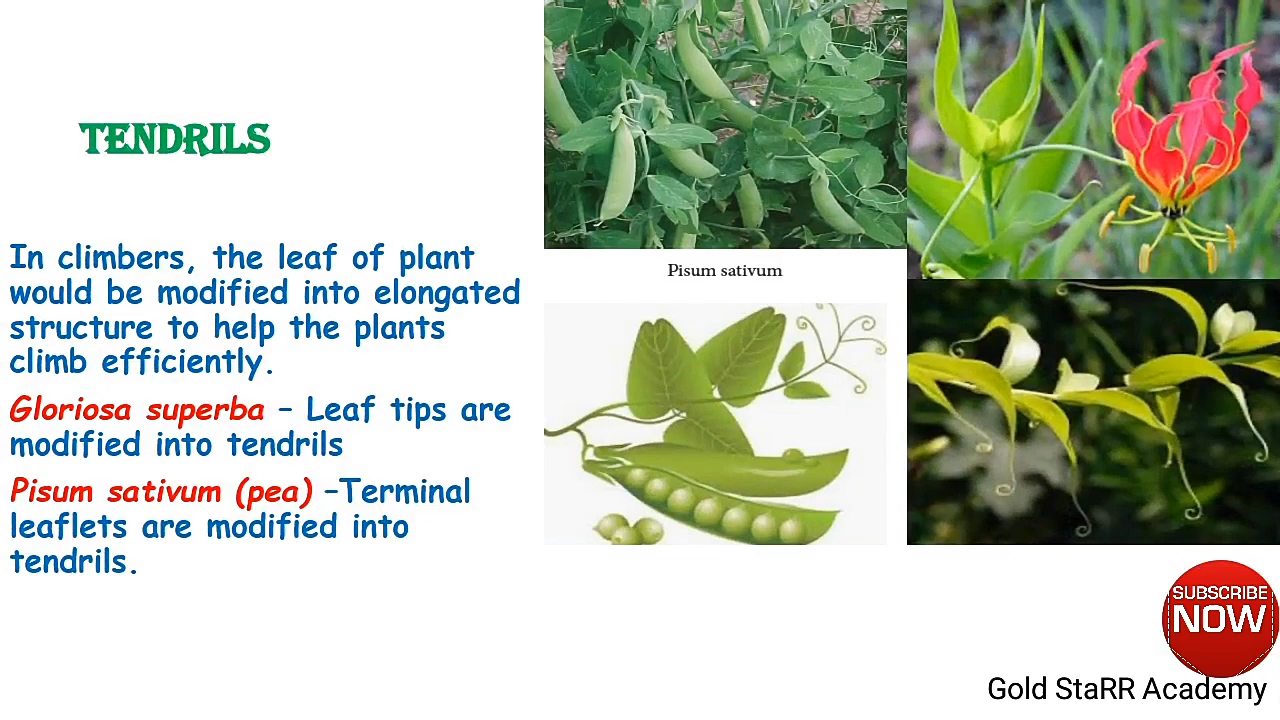 TENDRILS
In climbers, the leaf of plant
would be modified into elongated
structure to help the plants
climb efficiently.
Gloriosa superba – Leaf tips are
modified into tendrils
Pisum sativum (pea) –Terminal
leaflets are modified into
tendrils.
Pisum sativum
SUBSCRIBE
NOW
Gold StaRR Academy